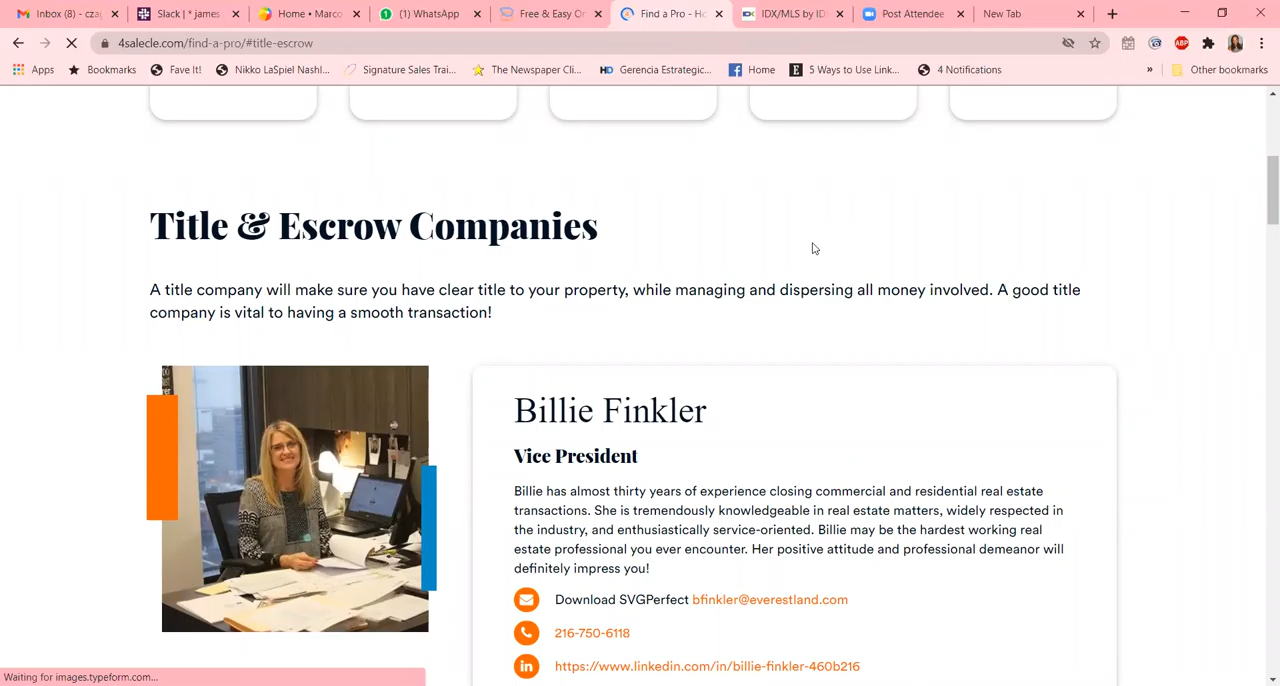 Inbox (8) - cza
Slack | * james
Home • Marco
(1) WhatsApp
Free & Easy On
Find a Pro - Ho
IDX/MLS by ID
Post Attendee
New Tab
4salecle.com/find-a-pro/#title-escrow
ABP
Apps
Bookmarks
Fave It!
Nikko LaSpiel Nashl...
Signature Sales Trai...
The Newspaper Cli...
HD Gerencia Estrategic...
Home
E 5 Ways to Use Link...
4 Notifications
»
Other bookmarks
Title & Escrow Companies
A title company will make sure you have clear title to your property, while managing and dispersing all money involved. A good title
company is vital to having a smooth transaction!
Billie Finkler
Vice President
Billie has almost thirty years of experience closing commercial and residential real estate
transactions. She is tremendously knowledgeable in real estate matters, widely respected in
the industry, and enthusiastically service-oriented. Billie may be the hardest working real
estate professional you ever encounter. Her positive attitude and professional demeanor will
definitely impress you!
Download SVGPerfect bfinkler@everestland.com
216-750-6118
in https://www.linkedin.com/in/billie-finkler-460b216
Waiting for images.typeform.com...